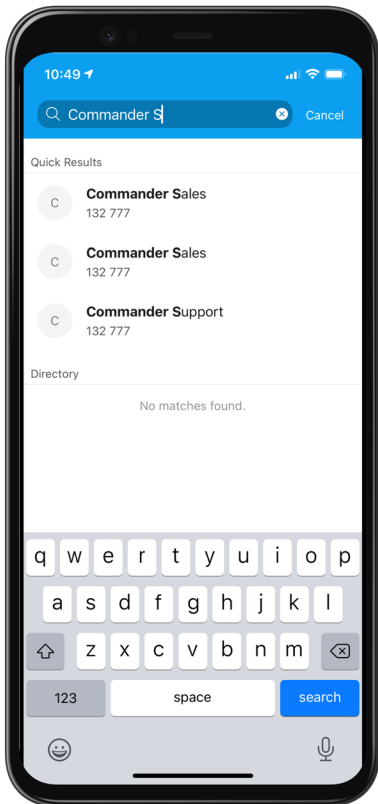 10:49
Commander S
Cancel
Quick Results
C
Commander Sales
132 777
C
Commander Sales
132 777
C
Commander Support
132 777
Directory
No matches found.
q w e r t y u i o p
a s d f g h j k l
z x c v b n m
123 space search